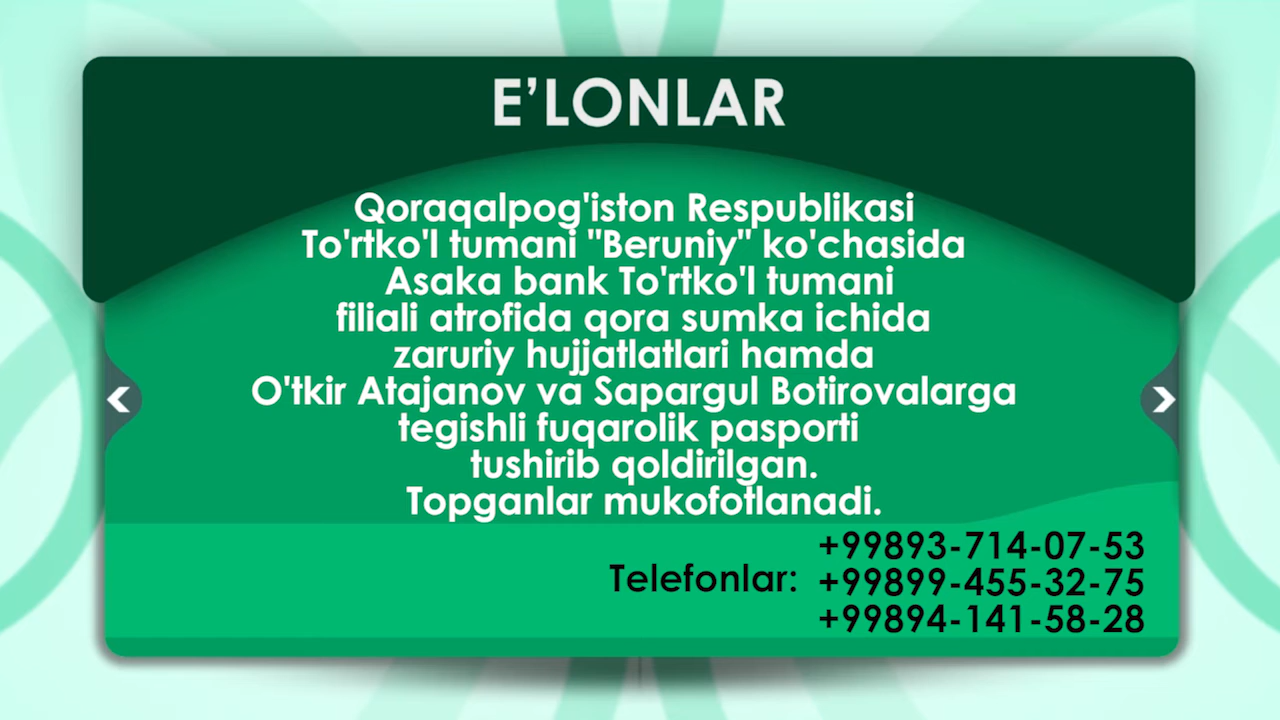 E’LONLAR
Qoraqalpog'iston Respublikasi
To'rtko'l tumani "Beruniy" ko'chasida
Asaka bank To'rtko'l tumani
filiali atrofida qora sumka ichida
zaruriy hujjatlatlari hamda
O'tkir Atajanov va Sapargul Botirovalarga
tegishli fuqarolik pasporti
tushirib qoldirilgan.
Topganlar mukofotlanadi.
+99893-714-07-53
Telefonlar: +99899-455-32-75
+99894-141-58-28